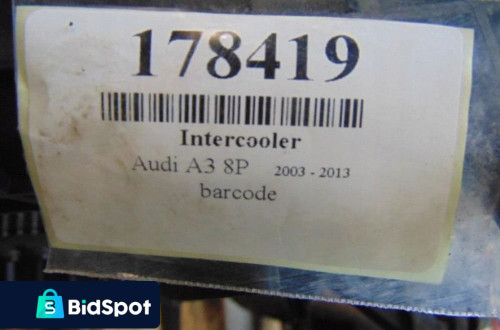 178419
Intercooler
Audi A3 8P 2003 - 2013
barcode
S BidSpot